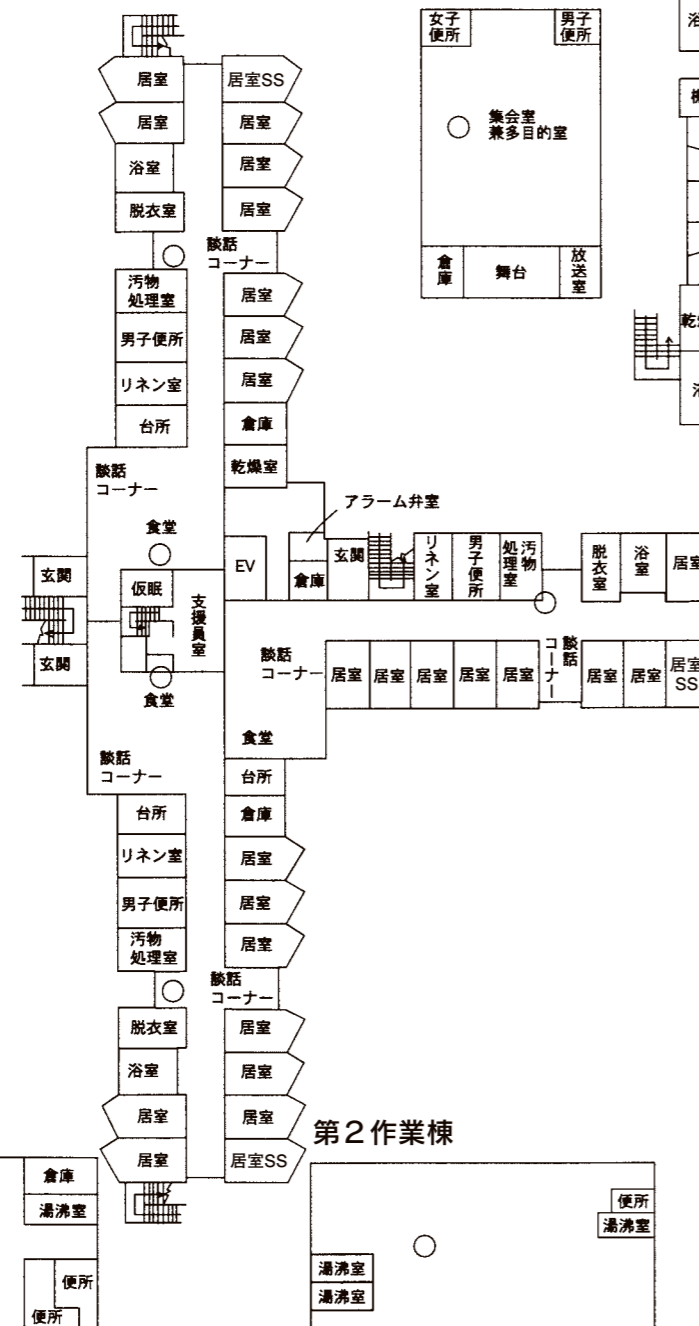 女子
便所
男子
便所
集会室
兼多目的室
倉庫
舞台
放送室
居室
居室SS
居室
居室
浴室
居室
脱衣室
居室
談話
コーナー
汚物
処理室
居室
男子便所
居室
リネン室
居室
台所
倉庫
乾燥室
談話
コーナー
食堂
アラーム弁室
玄関
仮眠
支援員室
EV
倉庫
玄関
リネン室
男子便所
汚物
処理室
脱衣室
浴室
居室
玄関
食堂
談話
コーナー
居室
居室
居室
居室
居室
談話
コーナー
居室
居室
居室
SS
食堂
談話
コーナー
台所
台所
倉庫
リネン室
居室
男子便所
居室
汚物
処理室
居室
談話
コーナー
脱衣室
居室
浴室
居室
居室
居室
居室
居室SS
第2作業棟
倉庫
湯沸室
便所
便所
便所
湯沸室
湯沸室
湯沸室